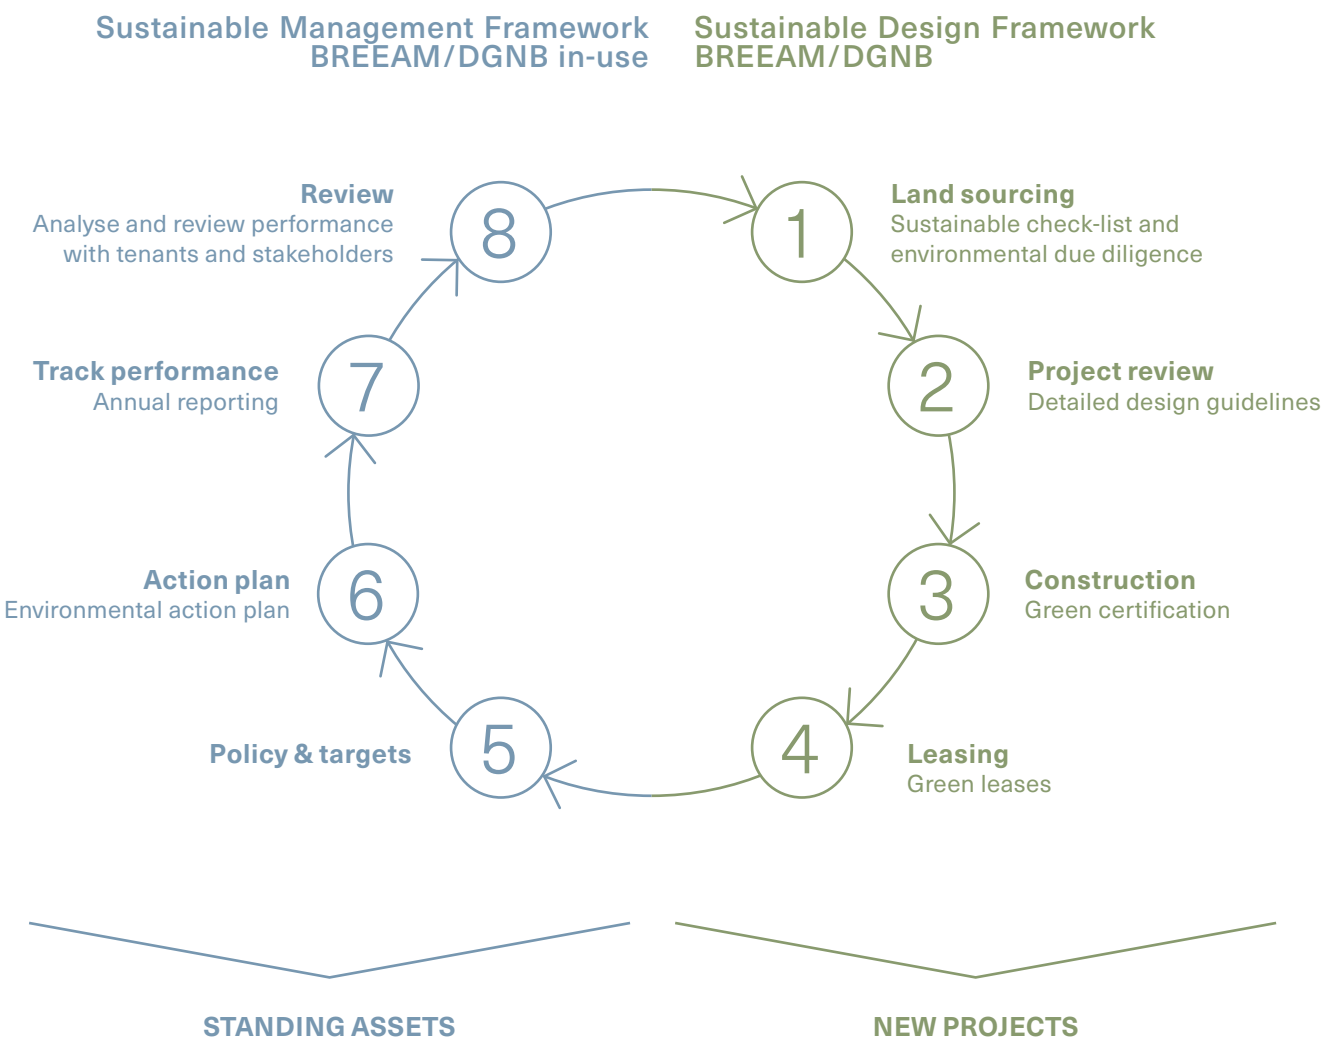 Sustainable Management Framework
BREEAM/DGNB in-use
Sustainable Design Framework
BREEAM/DGNB
1
Land sourcing
Sustainable check-list and
environmental due diligence
2
Project review
Detailed design guidelines
3
Construction
Green certification
4
Leasing
Green leases
5
Policy & targets
6
Action plan
Environmental action plan
7
Track performance
Annual reporting
8
Review
Analyse and review performance
with tenants and stakeholders
STANDING ASSETS
NEW PROJECTS